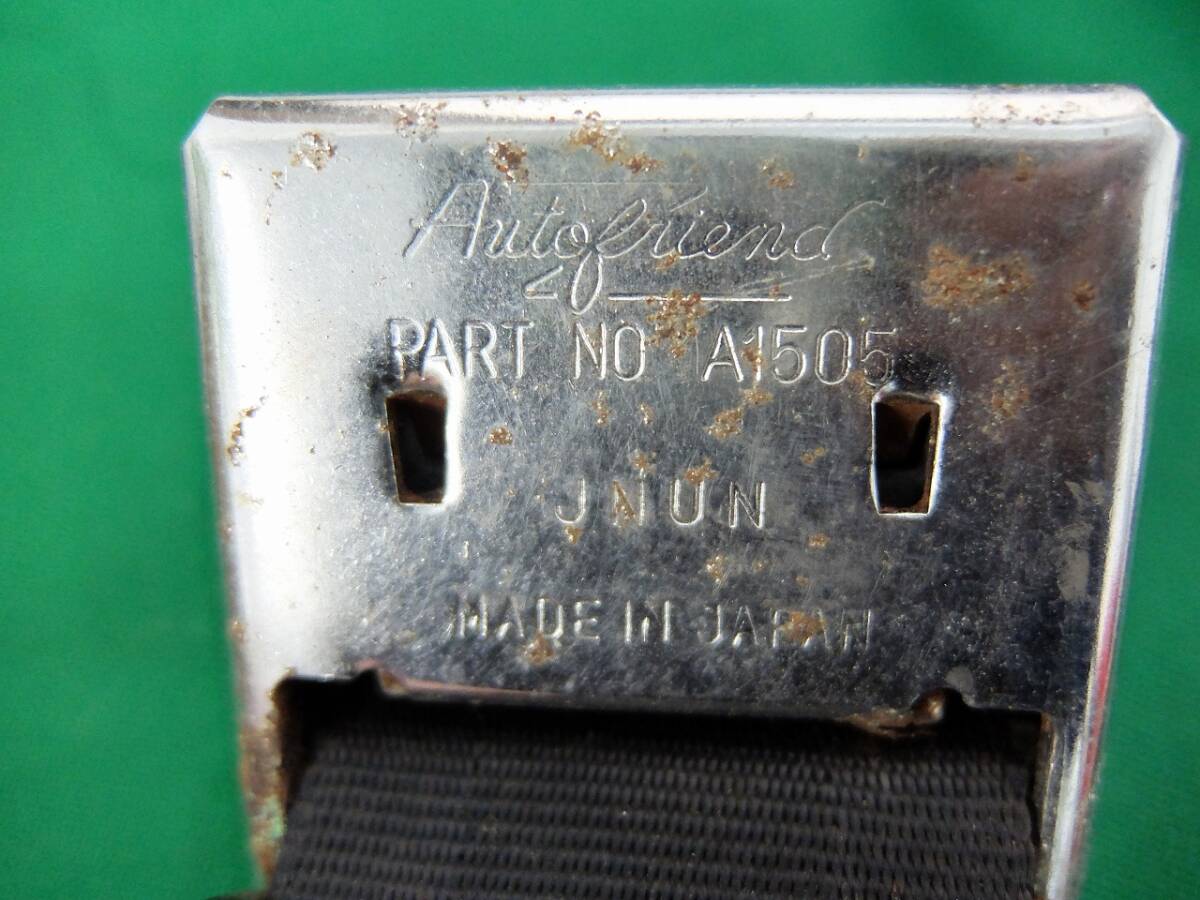 Autofriend
PART NO A1505
JNUN
MADE IN JAPAN